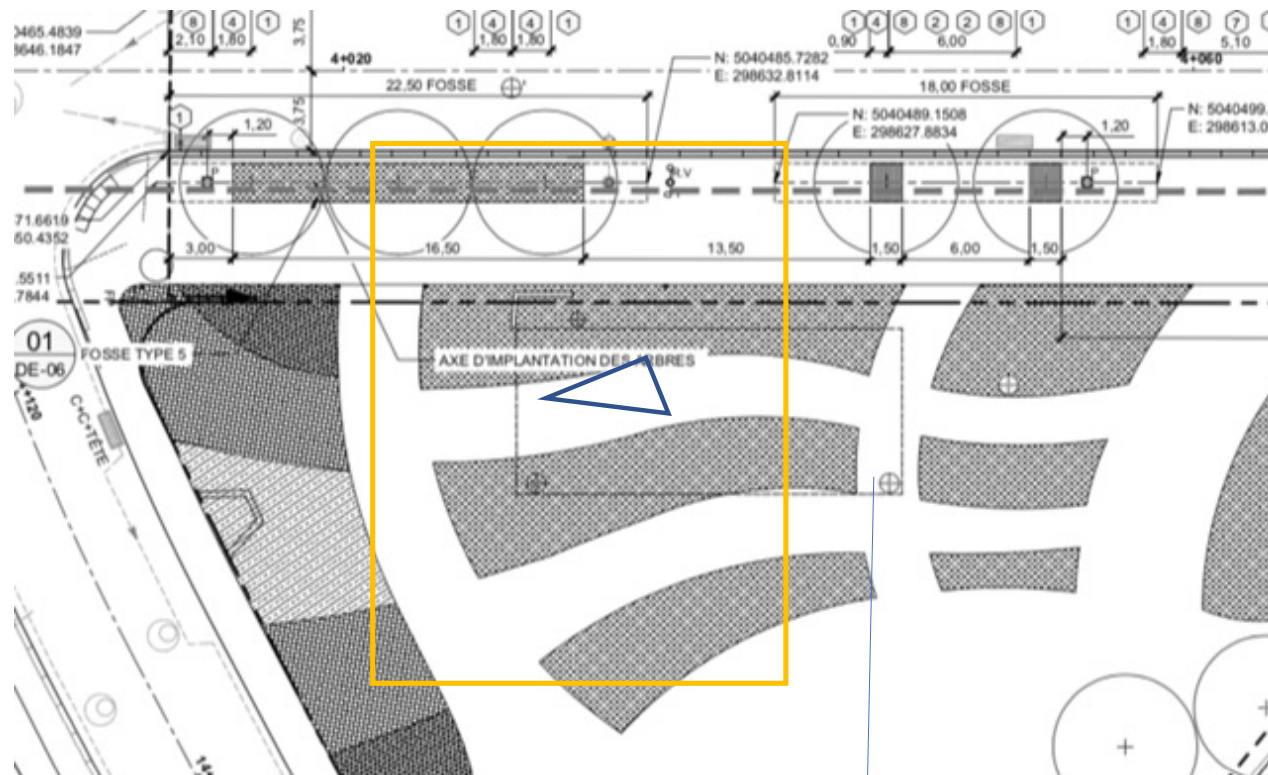 0465.4839
8646.1847
8 4 1
2,10 1,80
3,75
4+020
1 4 4 1
1,80 1,80
22,50 FOSSE
N: 5040485.7282
E: 298632.8114
1 4 8 2 2 8 1
0,90 6,00
1 4 8 7
1,80 5,10
4+060
18,00 FOSSE
N: 5040489.1508
E: 298627.8834
N: 5040499.
E: 298613.0
1
3,75
1,20
1,20
P
R.V
P
71.6619
50.4352
3,00
16,50
13,50
1,50
6,00
1,50
.5511
.7844
01
DE-06
FOSSE TYPE 5
AXE D'IMPLANTATION DES ARBRES
4+120
C+C+TÊTE
14+